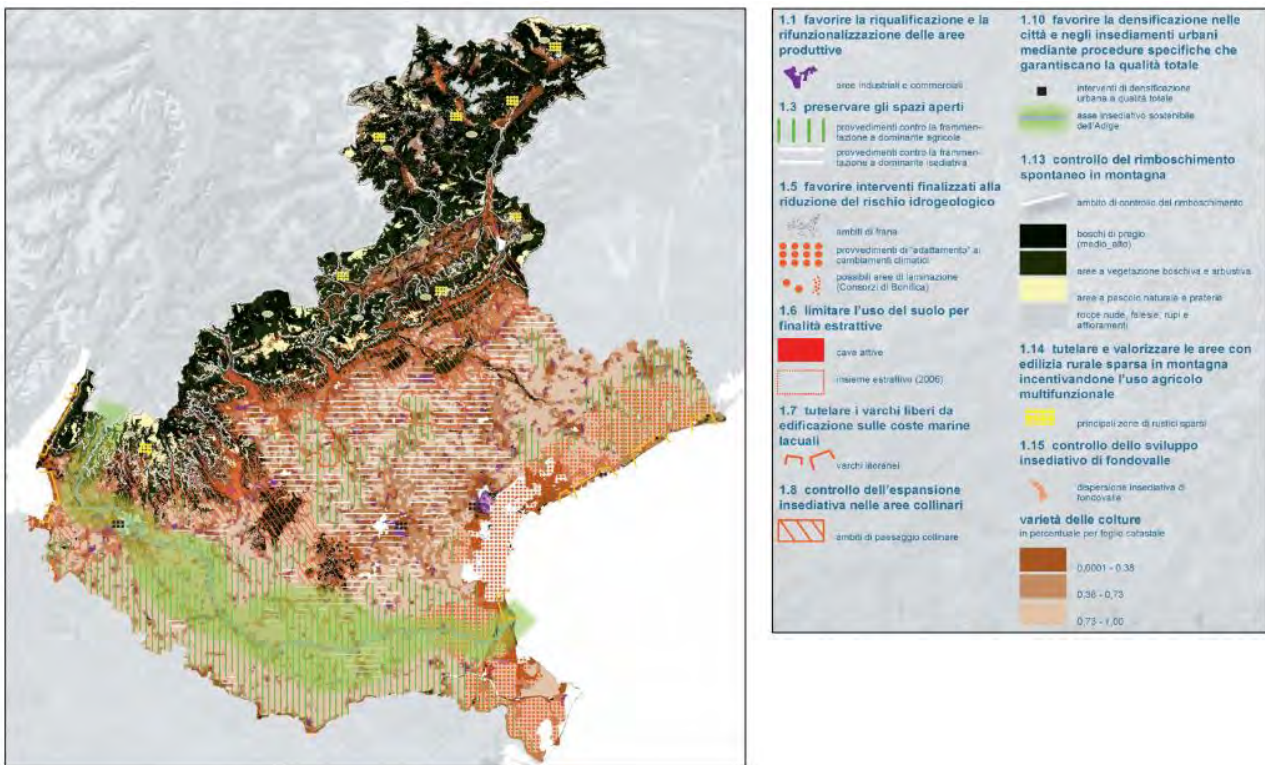 1.1 favorire la riqualificazione e la
rifunzionalizzazione delle aree
produttive
aree industriali e commerciali
1.3 preservare gli spazi aperti
provvedimenti contro la frammen-
tazione a dominante agricole
provvedimenti contro la frammen-
tazione a dominante isediativa
1.5 favorire interventi finalizzati alla
riduzione del rischio idrogeologico
ambiti di frana
provvedimenti di "adattamento" ai
cambiamenti climatici
possibili aree di laminazione
(Consorzi di Bonifica)
1.6 limitare l'uso del suolo per
finalità estrattive
cave attive
insieme estrattivo (2006)
1.7 tutelare i varchi liberi da
edificazione sulle coste marine
lacuali
varchi litoranei
1.8 controllo dell'espansione
insediativa nelle aree collinari
ambiti di paesaggio collinare
1.10 favorire la densificazione nelle
città e negli insediamenti urbani
mediante procedure specifiche che
garantiscano la qualità totale
interventi di densificazione
urbana a qualità totale
asse insediativo sostenibile
dell'Adige
1.13 controllo del rimboschimento
spontaneo in montagna
ambito di controllo del rimboschimento
boschi di pregio
(medio_alto)
aree a vegetazione boschiva e arbustiva
aree a pascolo naturale e praterie
rocce nude, falesie, rupi e
affioramenti
1.14 tutelare e valorizzare le aree con
edilizia rurale sparsa in montagna
incentivandone l'uso agricolo
multifunzionale
principali zone di rustici sparsi
1.15 controllo dello sviluppo
insediativo di fondovalle
dispersione insediativa di
fondovalle
varietà delle colture
in percentuale per foglio catastale
0,0001 - 0,38
0,38 - 0,73
0,73 - 1,00